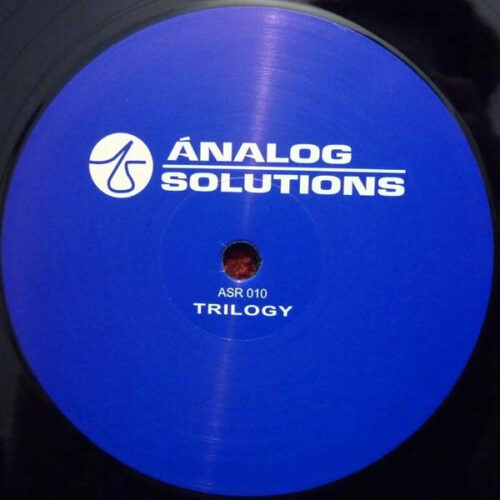 ÁNALOG
SOLUTIONS
ASR 010
TRILOGY